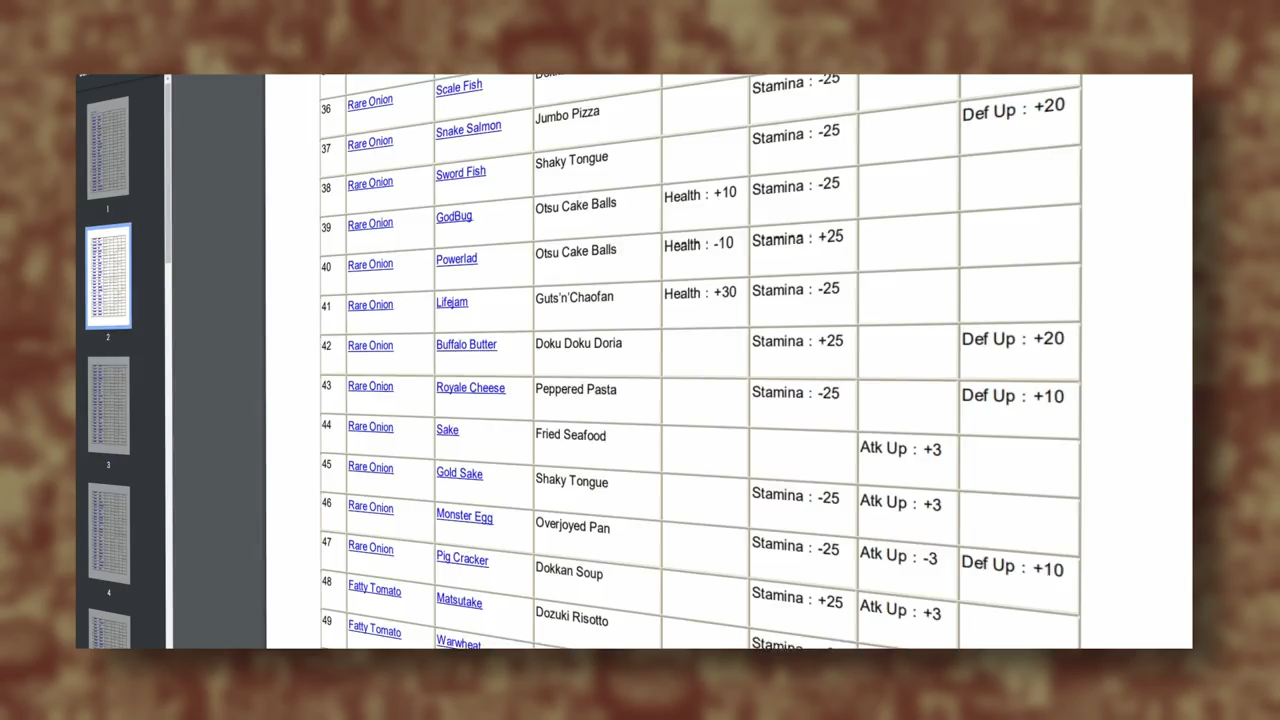 36 Rare Onion Scale Fish
37 Rare Onion Snake Salmon Jumbo Pizza Stamina : -25
38 Rare Onion Sword Fish Shaky Tongue Stamina : -25 Def Up : +20
39 Rare Onion GodBug Otsu Cake Balls Health : +10 Stamina : -25
40 Rare Onion Powerlad Otsu Cake Balls Health : -10 Stamina : +25
41 Rare Onion Lifejam Guts'n'Chaofan Health : +30 Stamina : -25
42 Rare Onion Buffalo Butter Doku Doku Doria Stamina : +25 Def Up : +20
43 Rare Onion Royale Cheese Peppered Pasta Stamina : -25 Def Up : +10
44 Rare Onion Sake Fried Seafood Atk Up : +3
45 Rare Onion Gold Sake Shaky Tongue Stamina : -25 Atk Up : +3
46 Rare Onion Monster Egg Overjoyed Pan Stamina : -25 Atk Up : -3 Def Up : +10
47 Rare Onion Pig Cracker Dokkan Soup Stamina : +25 Atk Up : +3
48 Fatty Tomato Matsutake Dozuki Risotto Stamina : -25
49 Fatty Tomato Warwheat
1
2
3
4